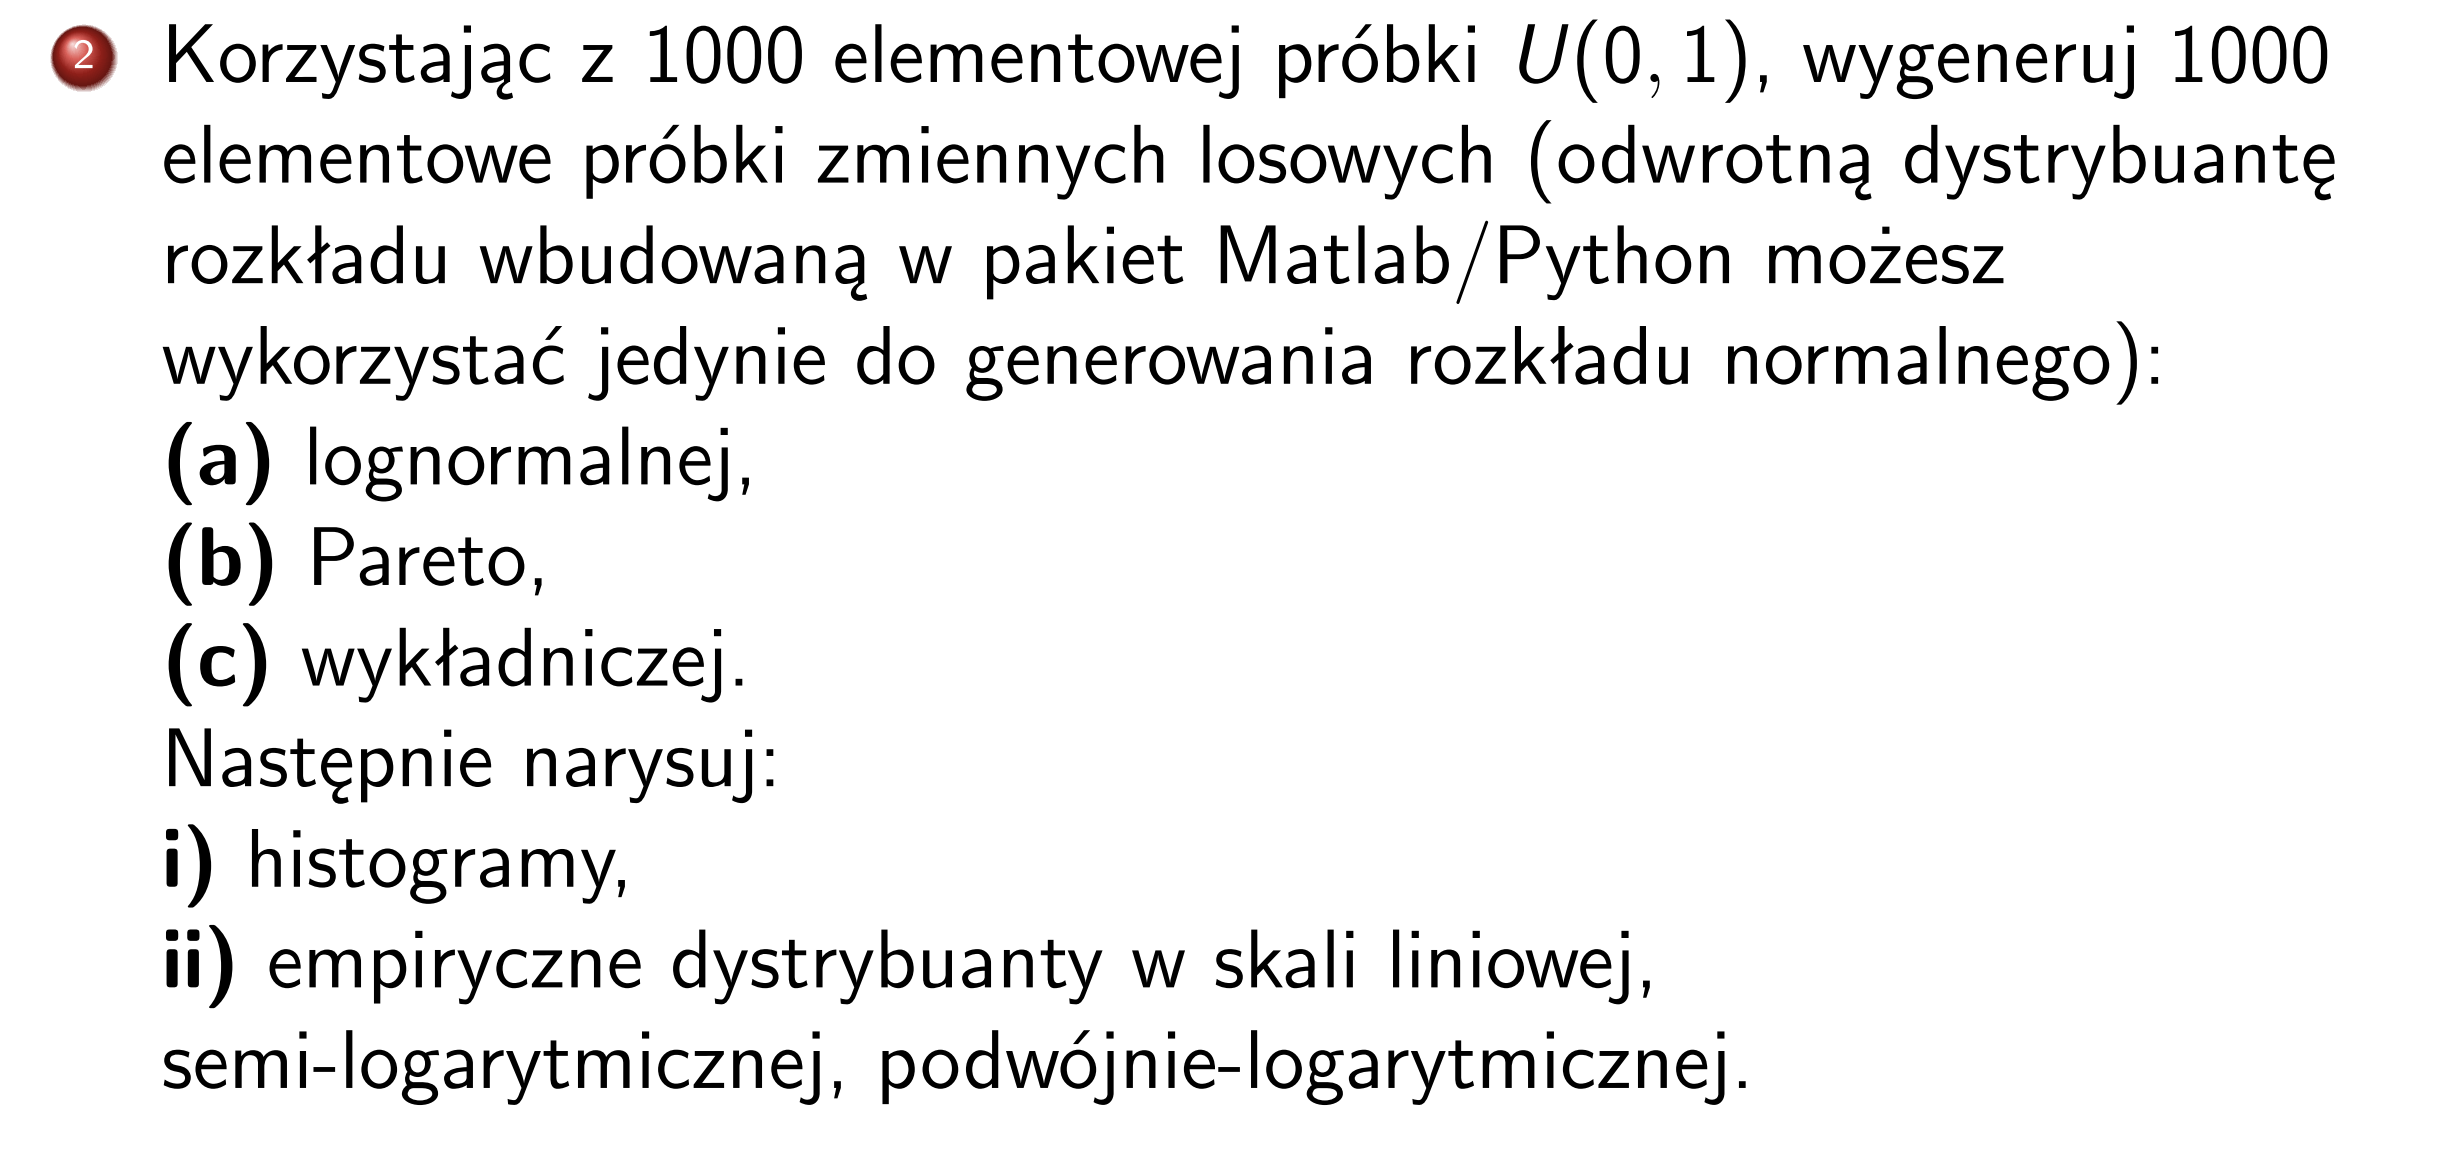 2 Korzystając z 1000 elementowej próbki U(0, 1), wygeneruj 1000
elementowe próbki zmiennych losowych (odwrotną dystrybuantę
rozkładu wbudowaną w pakiet Matlab/Python możesz
wykorzystać jedynie do generowania rozkładu normalnego):
(a) lognormalnej,
(b) Pareto,
(c) wykładniczej.
Następnie narysuj:
i) histogramy,
ii) empiryczne dystrybuanty w skali liniowej,
semi-logarytmicznej, podwójnie-logarytmicznej.